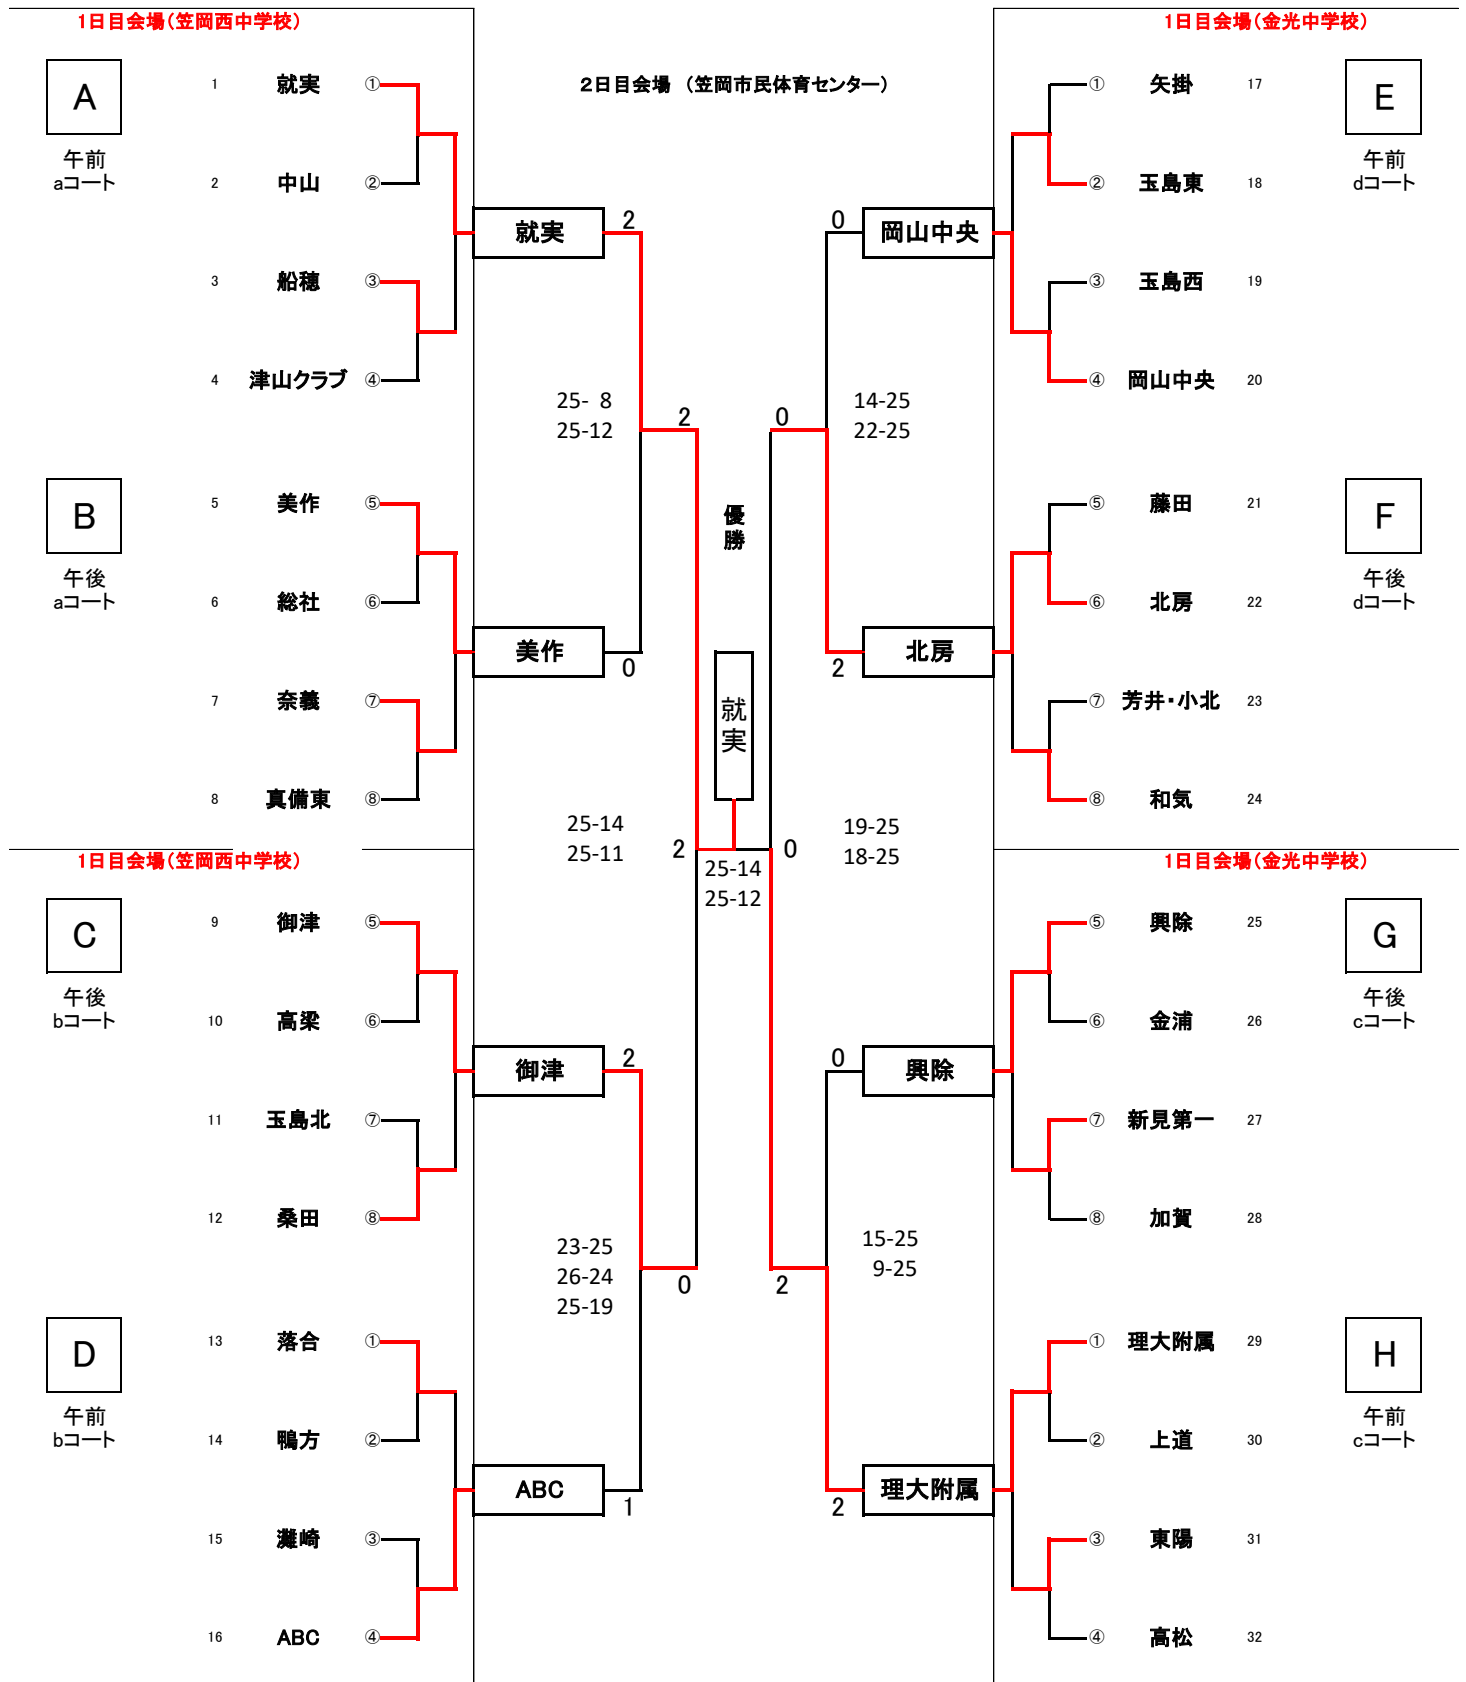 1日目会場(笠岡西中学校)
1日目会場(金光中学校)
2日目会場 (笠岡市民体育センター)
A
午前
aコート
1 就実 ①
2 中山 ②
3 船穂 ③
4 津山クラブ ④
就実
2
B
午後
aコート
5 美作 ⑤
6 総社 ⑥
7 奈義 ⑦
8 真備東 ⑧
美作
0
25- 8
25-12
2
1日目会場(笠岡西中学校)
C
午後
bコート
9 御津 ⑤
10 高梁 ⑥
11 玉島北 ⑦
12 桑田 ⑧
御津
2
D
午前
bコート
13 落合 ①
14 鴨方 ②
15 灘崎 ③
16 ABC ④
ABC
1
23-25
26-24
25-19
0
25-14
25-11
2
優勝
就実
25-14
25-12
0
E
午前
dコート
① 矢掛 17
② 玉島東 18
③ 玉島西 19
④ 岡山中央 20
岡山中央
0
F
午後
dコート
⑤ 藤田 21
⑥ 北房 22
⑦ 芳井・小北 23
⑧ 和気 24
北房
2
14-25
22-25
0
19-25
18-25
1日目会場(金光中学校)
G
午後
cコート
⑤ 興除 25
⑥ 金浦 26
⑦ 新見第一 27
⑧ 加賀 28
興除
0
H
午前
cコート
① 理大附属 29
② 上道 30
③ 東陽 31
④ 高松 32
理大附属
2
15-25
9-25
2